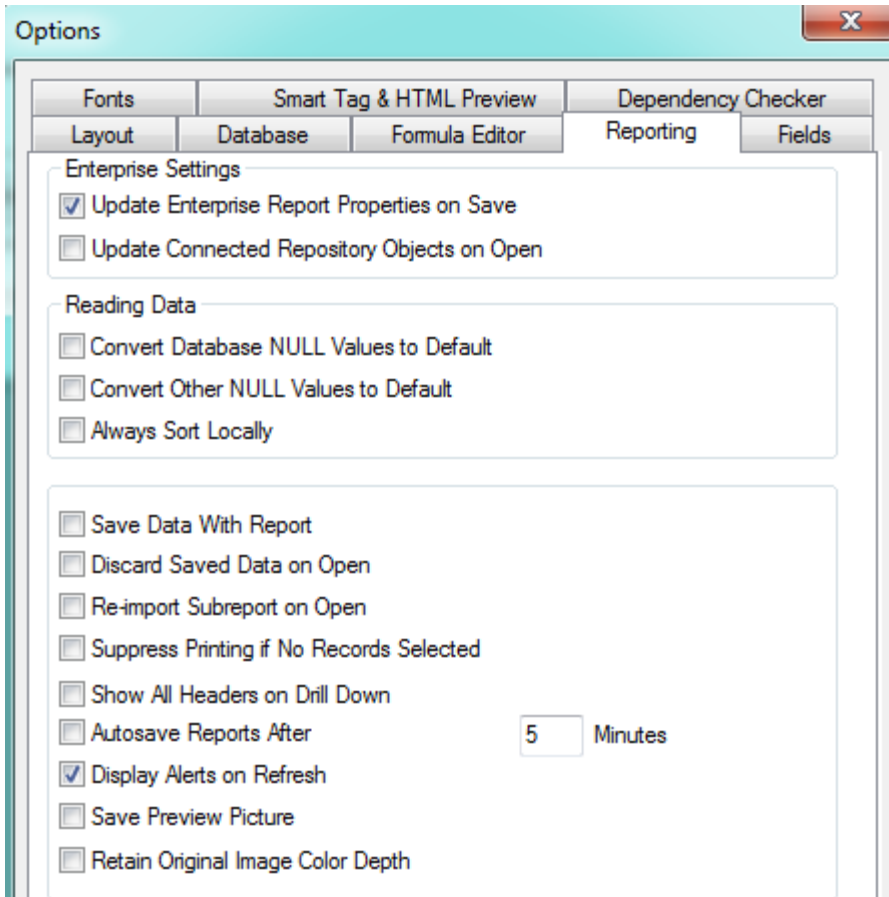 Options
Fonts
Smart Tag & HTML Preview
Dependency Checker
Layout
Database
Formula Editor
Reporting
Fields
Enterprise Settings
Update Enterprise Report Properties on Save
Update Connected Repository Objects on Open
Reading Data
Convert Database NULL Values to Default
Convert Other NULL Values to Default
Always Sort Locally
Save Data With Report
Discard Saved Data on Open
Re-import Subreport on Open
Suppress Printing if No Records Selected
Show All Headers on Drill Down
Autosave Reports After 5 Minutes
Display Alerts on Refresh
Save Preview Picture
Retain Original Image Color Depth